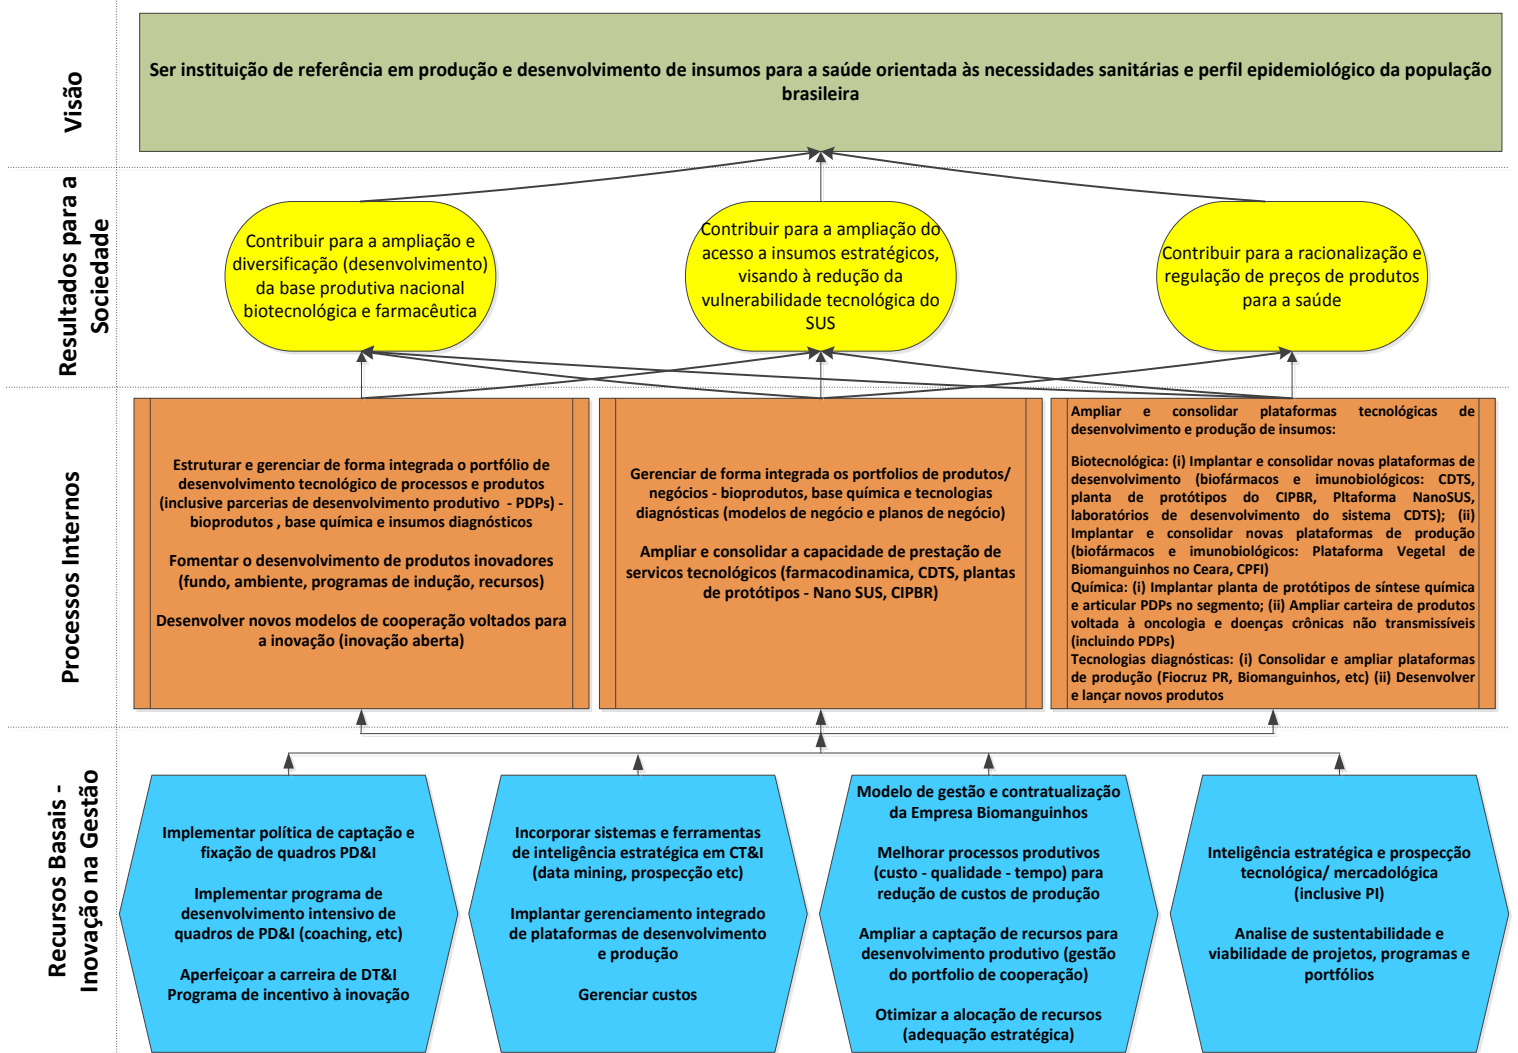 Visão
Ser instituição de referência em produção e desenvolvimento de insumos para a saúde orientada às necessidades sanitárias e perfil epidemiológico da população
brasileira
Resultados para a
Sociedade
Contribuir para a ampliação e
diversificação (desenvolvimento)
da base produtiva nacional
biotecnológica e farmacêutica
Contribuir para a ampliação do
acesso a insumos estratégicos,
visando à redução da
vulnerabilidade tecnológica do
SUS
Contribuir para a racionalização e
regulação de preços de produtos
para a saúde
Processos Internos
Estruturar e gerenciar de forma integrada o portfólio de
desenvolvimento tecnológico de processos e produtos
(inclusive parcerias de desenvolvimento produtivo - PDPs) -
bioprodutos , base química e insumos diagnósticos
Fomentar o desenvolvimento de produtos inovadores
(fundo, ambiente, programas de indução, recursos)
Desenvolver novos modelos de cooperação voltados para
a inovação (inovação aberta)
Gerenciar de forma integrada os portfolios de produtos/
negócios - bioprodutos, base química e tecnologias
diagnósticas (modelos de negócio e planos de negócio)
Ampliar e consolidar a capacidade de prestação de
servicos tecnológicos (farmacodinamica, CDTS, plantas
de protótipos - Nano SUS, CIPBR)
Ampliar e consolidar plataformas tecnológicas de
desenvolvimento e produção de insumos:
Biotecnológica: (i) Implantar e consolidar novas plataformas de
desenvolvimento (biofármacos e imunobiológicos: CDTS,
planta de protótipos do CIPBR, Pltaforma NanoSUS,
laboratórios de desenvolvimento do sistema CDTS); (ii)
Implantar e consolidar novas plataformas de produção
(biofármacos e imunobiológicos: Plataforma Vegetal de
Biomanguinhos no Ceara, CPFI)
Química: (i) Implantar planta de protótipos de síntese química
e articular PDPs no segmento; (ii) Ampliar carteira de produtos
voltada à oncologia e doenças crônicas não transmissíveis
(incluindo PDPs)
Tecnologias diagnósticas: (i) Consolidar e ampliar plataformas
de produção (Fiocruz PR, Biomanguinhos, etc) (ii) Desenvolver
e lançar novos produtos
Recursos Basais -
Inovação na Gestão
Implementar política de captação e
fixação de quadros PD&I
Implementar programa de
desenvolvimento intensivo de
quadros de PD&I (coaching, etc)
Aperfeiçoar a carreira de DT&I
Programa de incentivo à inovação
Incorporar sistemas e ferramentas
de inteligência estratégica em CT&I
(data mining, prospecção etc)
Implantar gerenciamento integrado
de plataformas de desenvolvimento
e produção
Gerenciar custos
Modelo de gestão e contratualização
da Empresa Biomanguinhos
Melhorar processos produtivos
(custo - qualidade - tempo) para
redução de custos de produção
Ampliar a captação de recursos para
desenvolvimento produtivo (gestão
do portfolio de cooperação)
Otimizar a alocação de recursos
(adequação estratégica)
Inteligência estratégica e prospecção
tecnológica/ mercadológica
(inclusive PI)
Analise de sustentabilidade e
viabilidade de projetos, programas e
portfólios